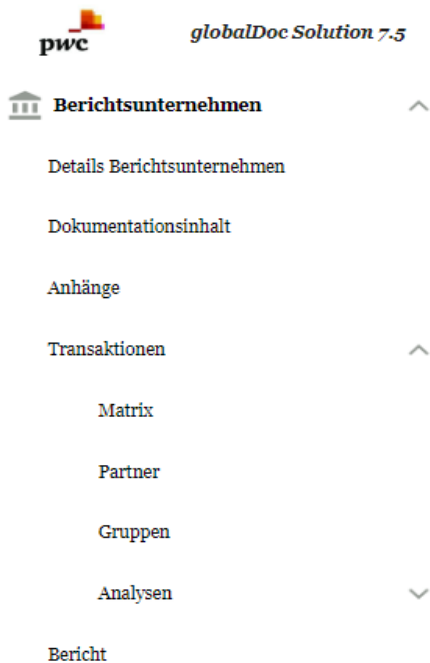 pwc
globalDoc Solution 7.5
Berichtsunternehmen
Details Berichtsunternehmen
Dokumentationsinhalt
Anhänge
Transaktionen
Matrix
Partner
Gruppen
Analysen
Bericht